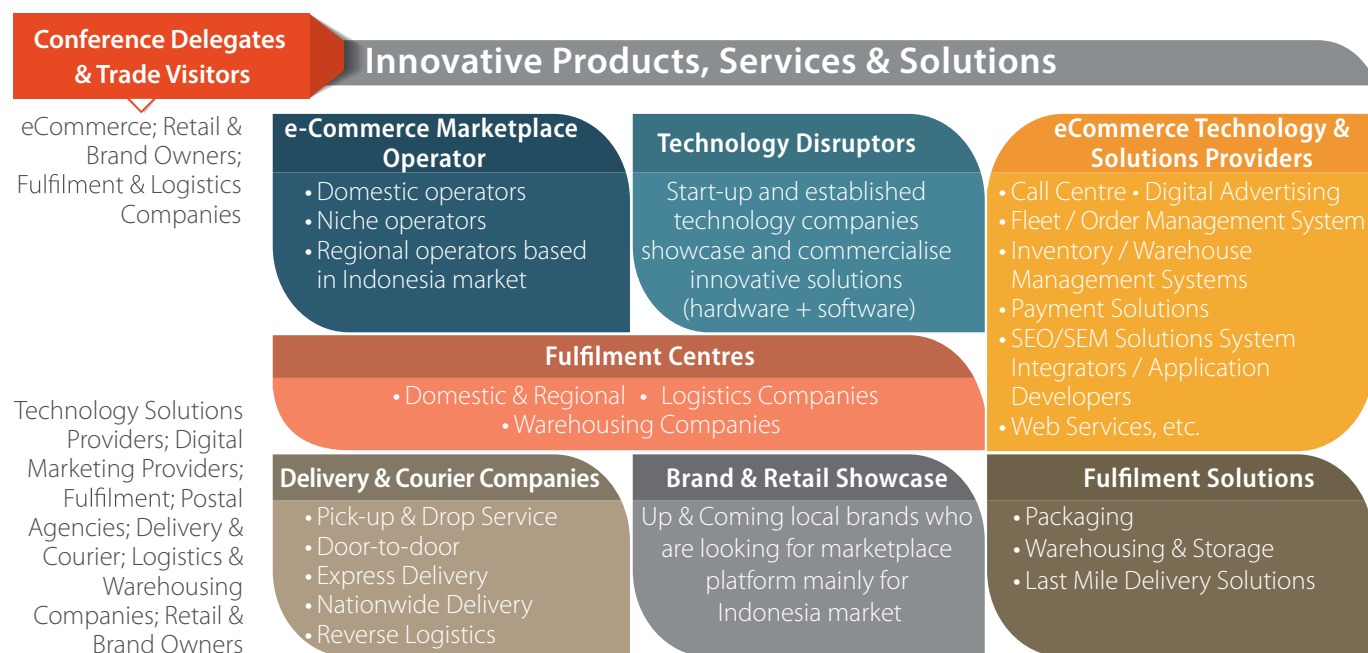 Conference Delegates
& Trade Visitors
Innovative Products, Services & Solutions
eCommerce; Retail &
Brand Owners;
Fulfilment & Logistics
Companies
Technology Solutions
Providers; Digital
Marketing Providers;
Fulfilment; Postal
Agencies; Delivery &
Courier; Logistics &
Warehousing
Companies; Retail &
Brand Owners
e-Commerce Marketplace
Operator
• Domestic operators
• Niche operators
• Regional operators based
in Indonesia market
Technology Disruptors
Start-up and established
technology companies
showcase and commercialise
innovative solutions
(hardware + software)
eCommerce Technology &
Solutions Providers
• Call Centre • Digital Advertising
• Fleet / Order Management System
• Inventory / Warehouse
Management Systems
• Payment Solutions
• SEO/SEM Solutions System
Integrators / Application
Developers
• Web Services, etc.
Fulfilment Centres
• Domestic & Regional • Logistics Companies
• Warehousing Companies
Delivery & Courier Companies
• Pick-up & Drop Service
• Door-to-door
• Express Delivery
• Nationwide Delivery
• Reverse Logistics
Brand & Retail Showcase
Up & Coming local brands who
are looking for marketplace
platform mainly for
Indonesia market
Fulfilment Solutions
• Packaging
• Warehousing & Storage
• Last Mile Delivery Solutions